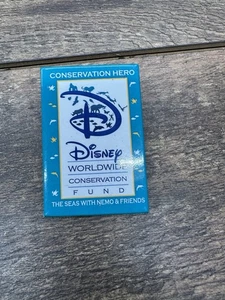 CONSERVATION HERO
D
Disney
WORLDWIDE
CONSERVATION
FUND
THE SEAS WITH NEMO & FRIENDS